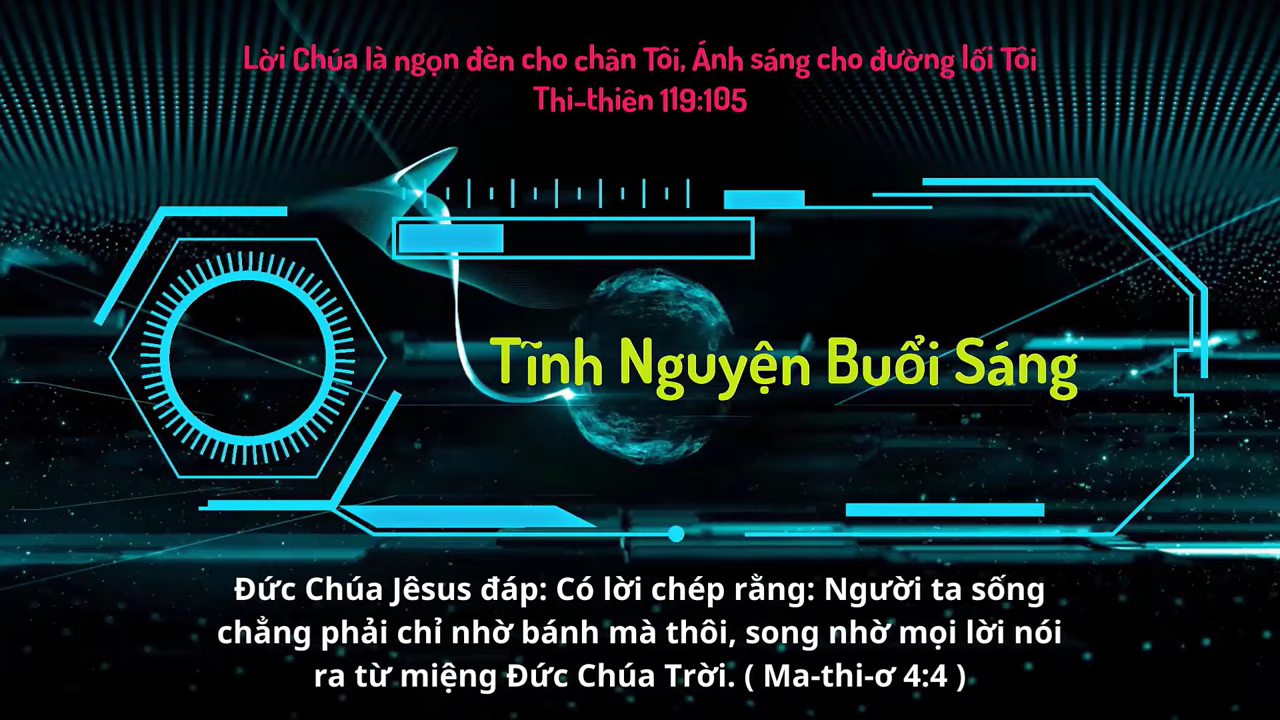 Lời Chúa là ngọn đèn cho chân Tôi, Ánh sáng cho đường lối Tôi
Thi-thiên 119:105
Tĩnh Nguyện Buổi Sáng
Đức Chúa Jêsus đáp: Có lời chép rằng: Người ta sống
chẳng phải chỉ nhờ bánh mà thôi, song nhờ mọi lời nói
ra từ miệng Đức Chúa Trời. ( Ma-thi-ơ 4:4 )